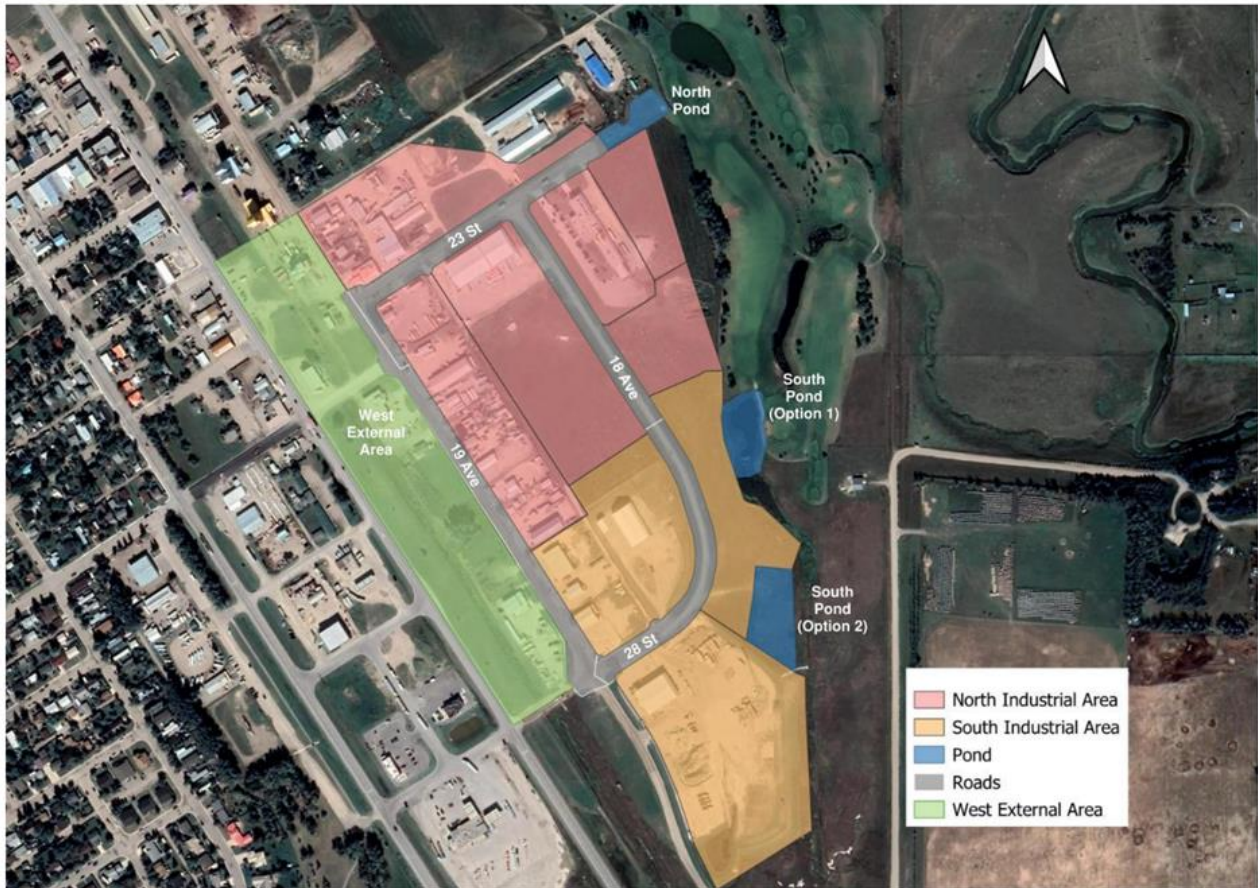 North
Pond
23 St
18 Ave
South
Pond
(Option 1)
West
External
Area
19 Ave
South
Pond
(Option 2)
28 St
North Industrial Area
South Industrial Area
Pond
Roads
West External Area